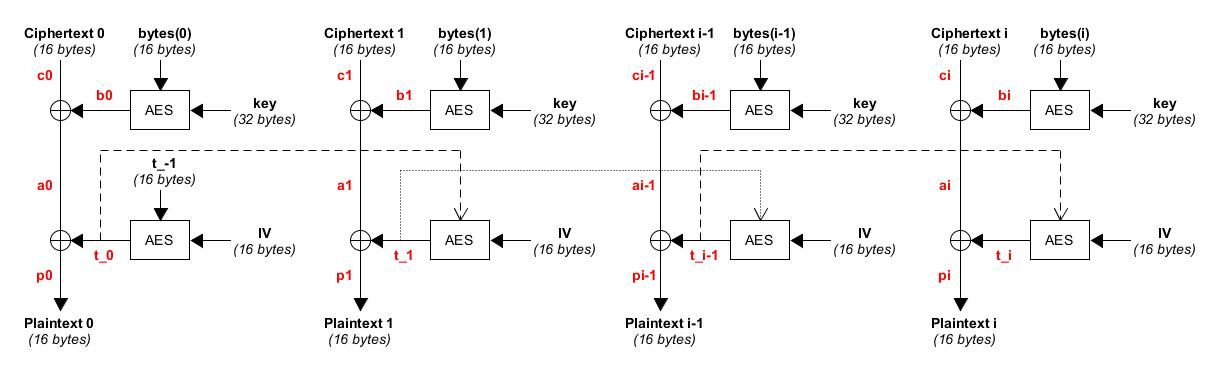 Ciphertext 0 bytes(0) Ciphertext 1 bytes(1) Ciphertext i-1 bytes(i-1) Ciphertext i bytes(i)
(16 bytes) (16 bytes) (16 bytes) (16 bytes) (16 bytes) (16 bytes) (16 bytes) (16 bytes)
c0 c1 ci-1 ci
b0 AES key b1 AES key bi-1 AES key bi AES key
(32 bytes) (32 bytes) (32 bytes) (32 bytes)
t_-1
(16 bytes)
a0 a1 ai-1 ai
AES IV AES IV AES IV AES IV
t_0 (16 bytes) t_1 (16 bytes) t_i-1 (16 bytes) t_i (16 bytes)
p0 p1 pi-1 pi
Plaintext 0 Plaintext 1 Plaintext i-1 Plaintext i
(16 bytes) (16 bytes) (16 bytes) (16 bytes)